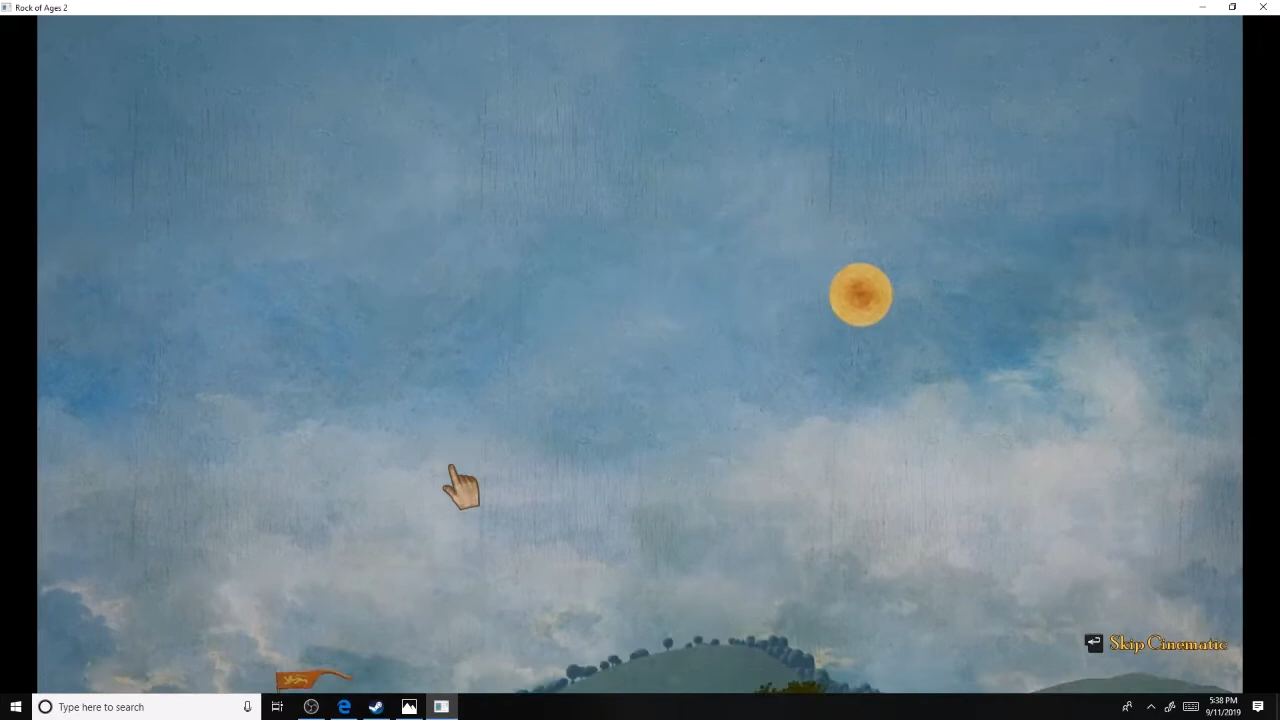 Rock of Ages 2
Skip Cinematic
Type here to search
5:38 PM
9/11/2019